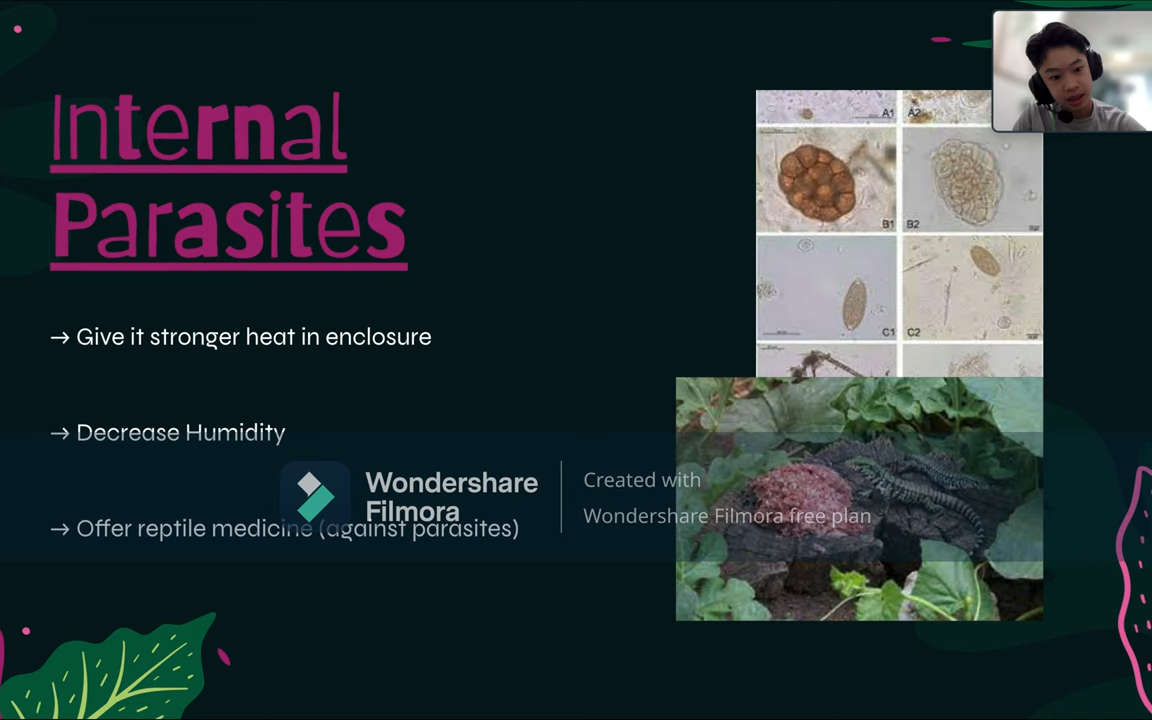 Internal
Parasites
A1
A2
B1
B2
C1
C2
→ Give it stronger heat in enclosure
→ Decrease Humidity
→ Offer reptile medicine (against parasites)
Wondershare
Filmora
Created with
Wondershare Filmora free plan